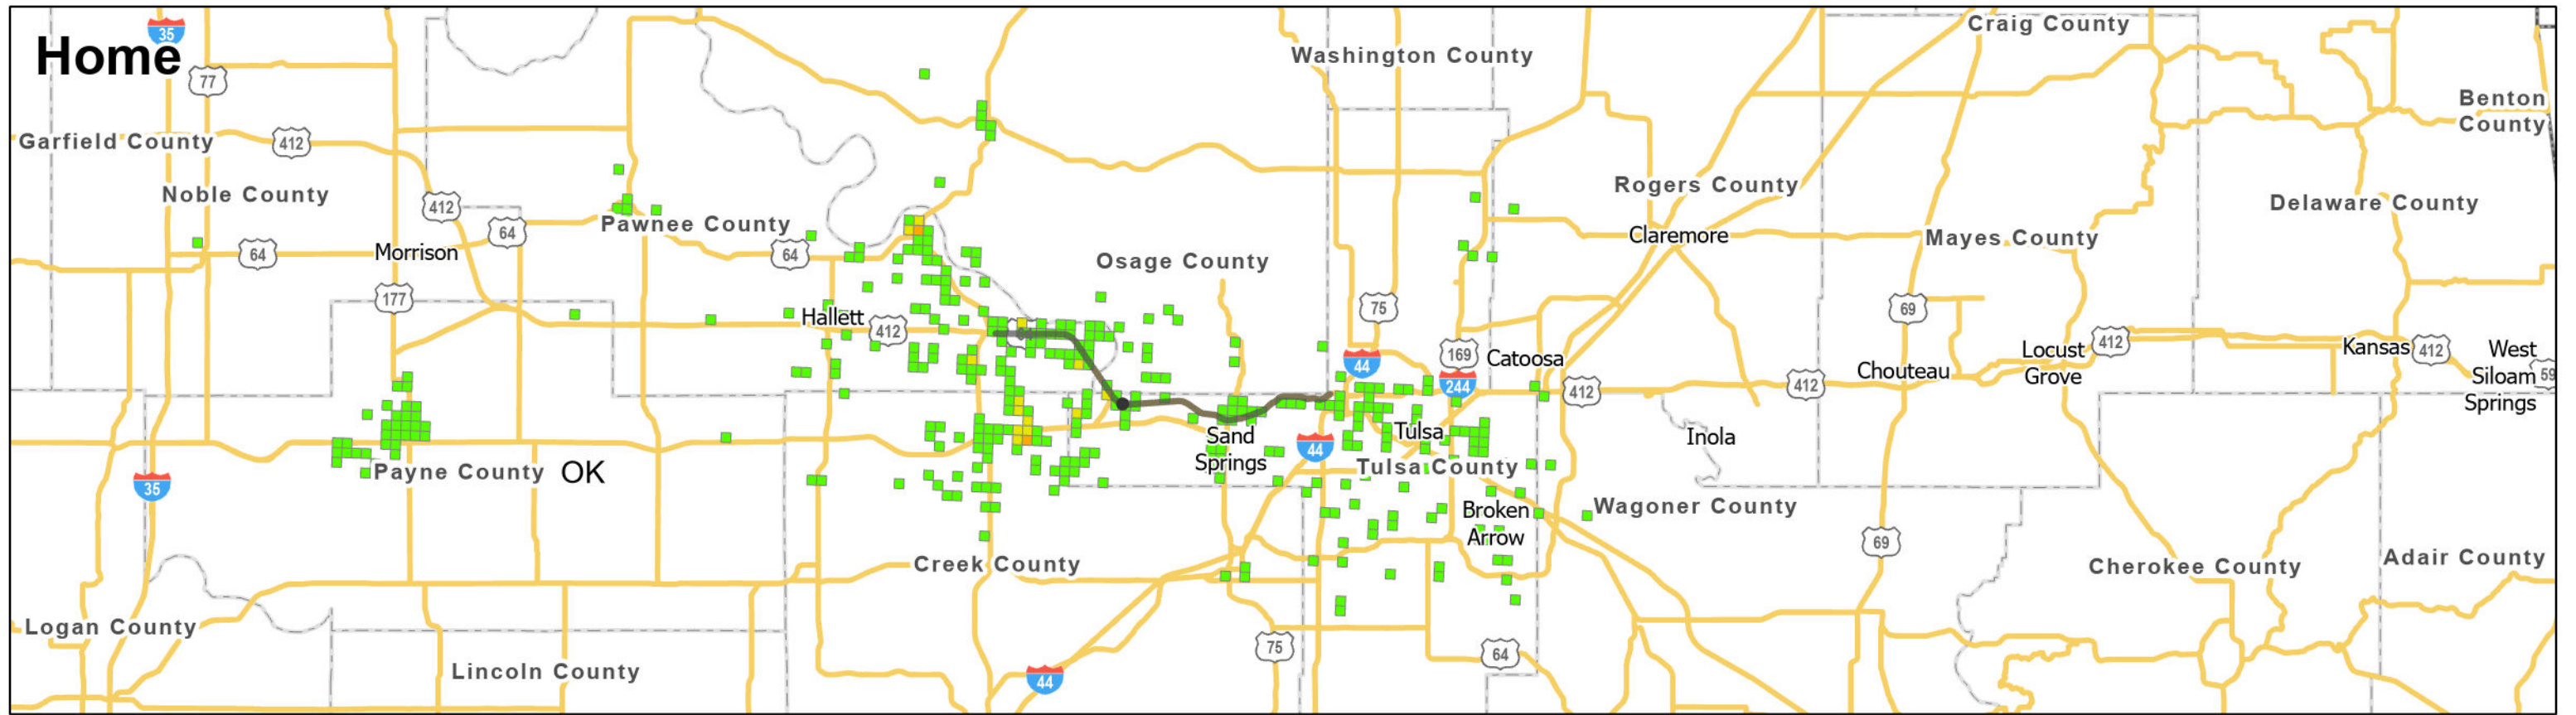 Home
35
77
Garfield County
412
Noble County
412
64
64
Morrison
177
Pawnee County
64
Hallett
412
Washington County
Craig County
Benton
County
Rogers County
Claremore
Delaware County
Mayes County
Osage County
75
69
44
169
Catoosa
244
412
412
Chouteau
Locust
Grove
412
Kansas
412
West
Siloam
Springs
59
Sand
Springs
44
Tulsa
Tulsa County
Inola
Payne County
OK
35
Broken
Arrow
Wagoner County
69
Creek County
Cherokee County
Adair County
Logan County
Lincoln County
44
75
64